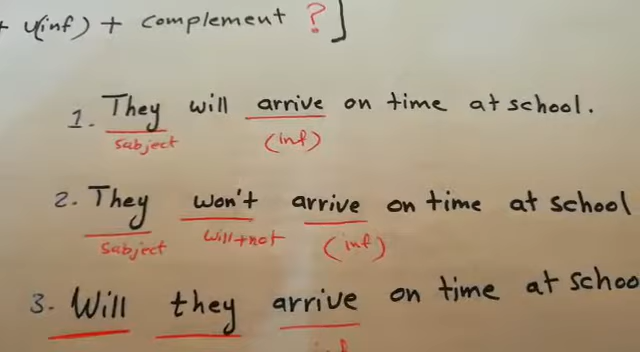 + v(inf) + complement ?]
1. They will arrive on time at school.
subject (inf)
2. They won't arrive on time at school
subject will+not (inf)
3. Will they arrive on time at schoo
inf